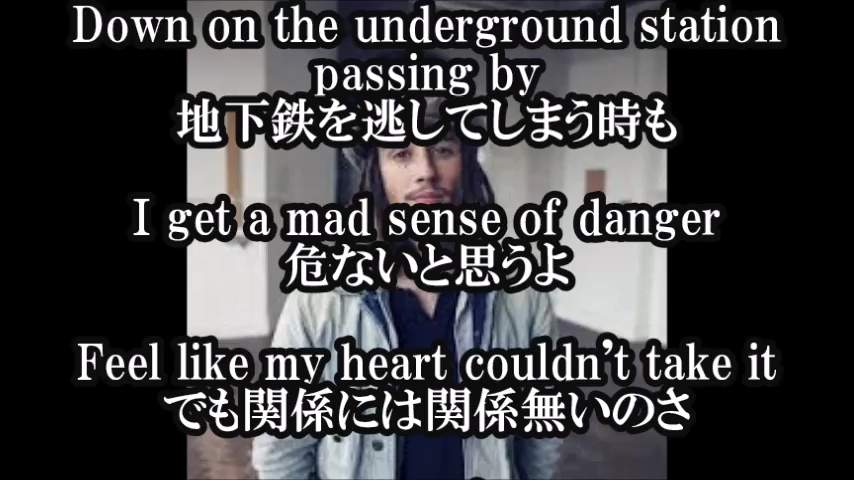 Down on the underground station
passing by
地下鉄を逃してしまう時も
I get a mad sense of danger
危ないと思うよ
Feel like my heart couldn't take it
でも関係には関係無いのさ